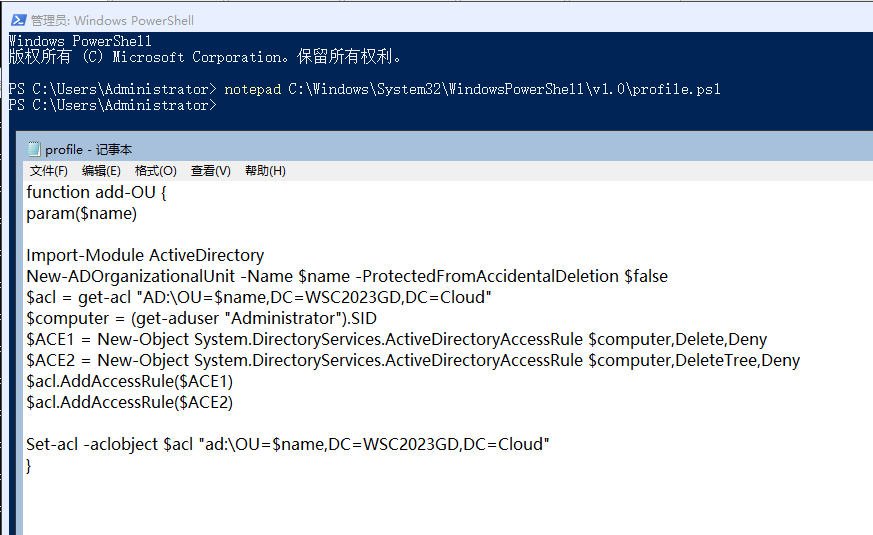 管理员: Windows PowerShell
Windows PowerShell
版权所有 (C) Microsoft Corporation。保留所有权利。
PS C:\Users\Administrator> notepad C:\Windows\System32\WindowsPowerShell\v1.0\profile.ps1
PS C:\Users\Administrator>
profile - 记事本
文件(F) 编辑(E) 格式(O) 查看(V) 帮助(H)
function add-OU {
param($name)
Import-Module ActiveDirectory
New-ADOrganizationalUnit -Name $name -ProtectedFromAccidentalDeletion $false
$acl = get-acl "AD:\OU=$name,DC=WSC2023GD,DC=Cloud"
$computer = (get-aduser "Administrator").SID
$ACE1 = New-Object System.DirectoryServices.ActiveDirectoryAccessRule $computer,Delete,Deny
$ACE2 = New-Object System.DirectoryServices.ActiveDirectoryAccessRule $computer,DeleteTree,Deny
$acl.AddAccessRule($ACE1)
$acl.AddAccessRule($ACE2)
Set-acl -aclobject $acl "ad:\OU=$name,DC=WSC2023GD,DC=Cloud"
}